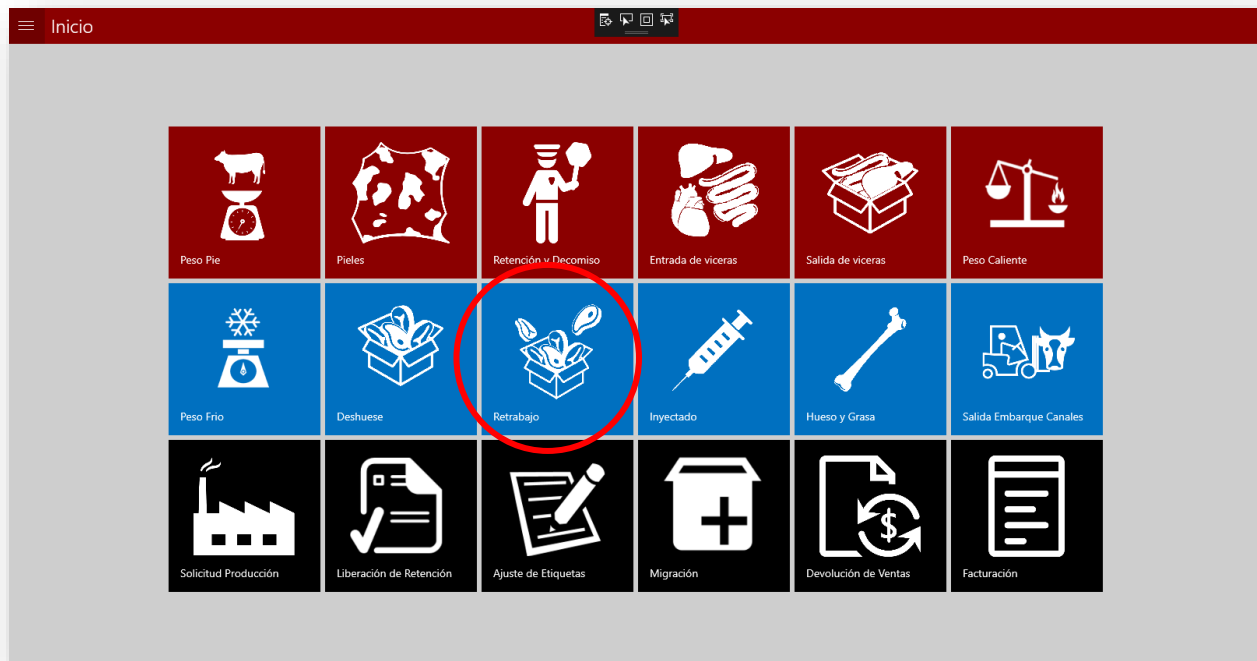 Inicio
Peso Pie
Pieles
Retención y Decomiso
Entrada de viceras
Salida de viceras
Peso Caliente
Peso Frio
Deshuese
Retrabajo
Inyectado
Hueso y Grasa
Salida Embarque Canales
Solicitud Producción
Liberación de Retención
Ajuste de Etiquetas
Migración
Devolución de Ventas
Facturación